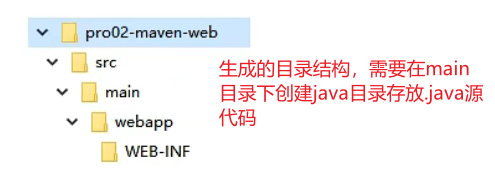 pro02-maven-web
src
main
webapp
WEB-INF
生成的目录结构，需要在main
目录下创建java目录存放.java源
代码